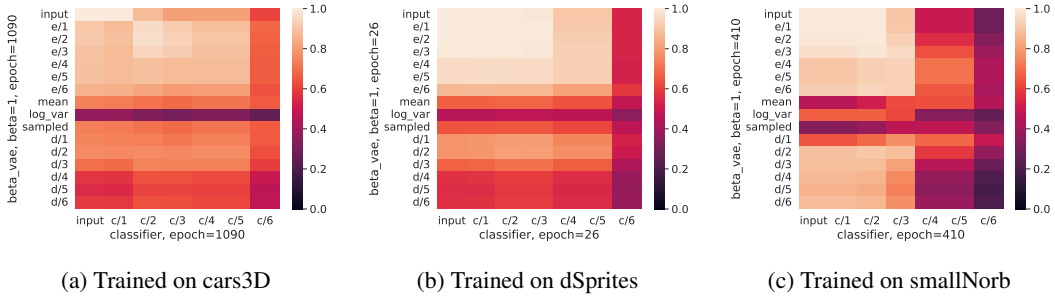 beta_vae, beta=1, epoch=1090
input
e/1
e/2
e/3
e/4
e/5
e/6
mean
log_var
sampled
d/1
d/2
d/3
d/4
d/5
d/6
input c/1 c/2 c/3 c/4 c/5 c/6
classifier, epoch=1090
1.0
0.8
0.6
0.4
0.2
0.0
(a) Trained on cars3D
beta_vae, beta=1, epoch=26
input
e/1
e/2
e/3
e/4
e/5
e/6
mean
log_var
sampled
d/1
d/2
d/3
d/4
d/5
d/6
input c/1 c/2 c/3 c/4 c/5 c/6
classifier, epoch=26
1.0
0.8
0.6
0.4
0.2
0.0
(b) Trained on dSprites
beta_vae, beta=1, epoch=410
input
e/1
e/2
e/3
e/4
e/5
e/6
mean
log_var
sampled
d/1
d/2
d/3
d/4
d/5
d/6
input c/1 c/2 c/3 c/4 c/5 c/6
classifier, epoch=410
1.0
0.8
0.6
0.4
0.2
0.0
(c) Trained on smallNorb